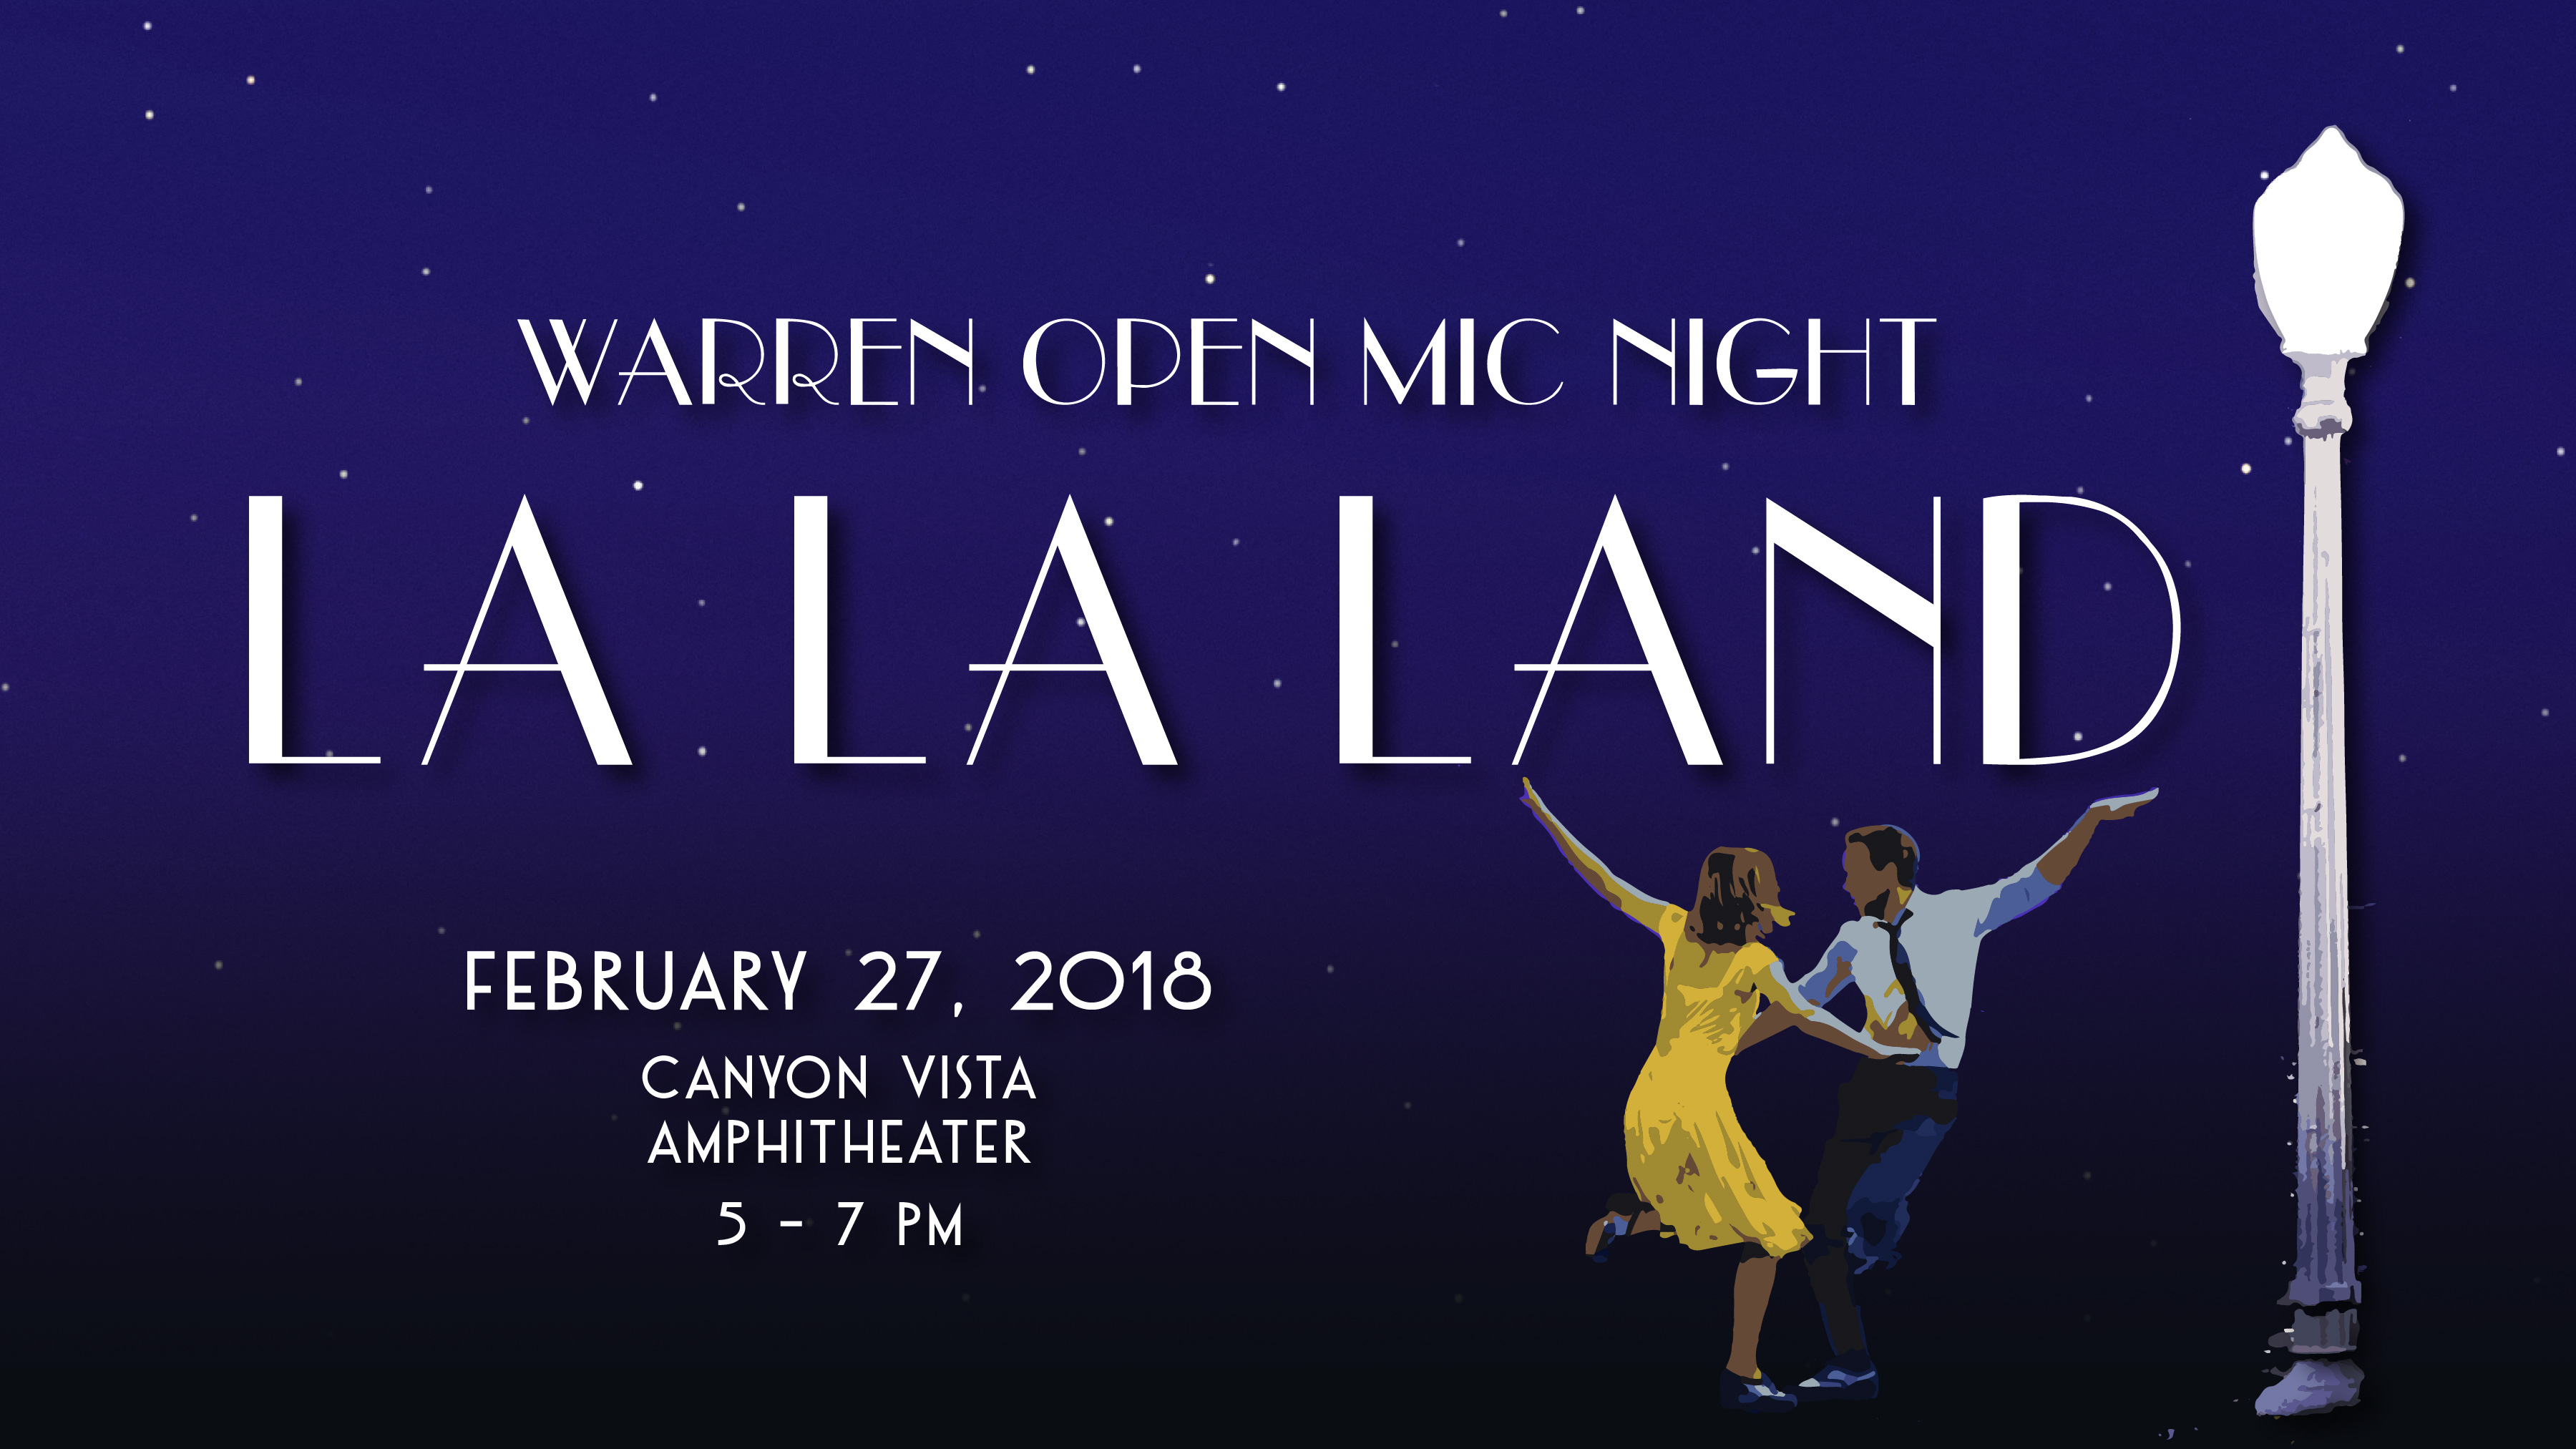 WARREN OPEN MIC NIGHT
LA LA LAND
FEBRUARY 27, 2018
CANYON VISTA
AMPHITHEATER
5 - 7 PM